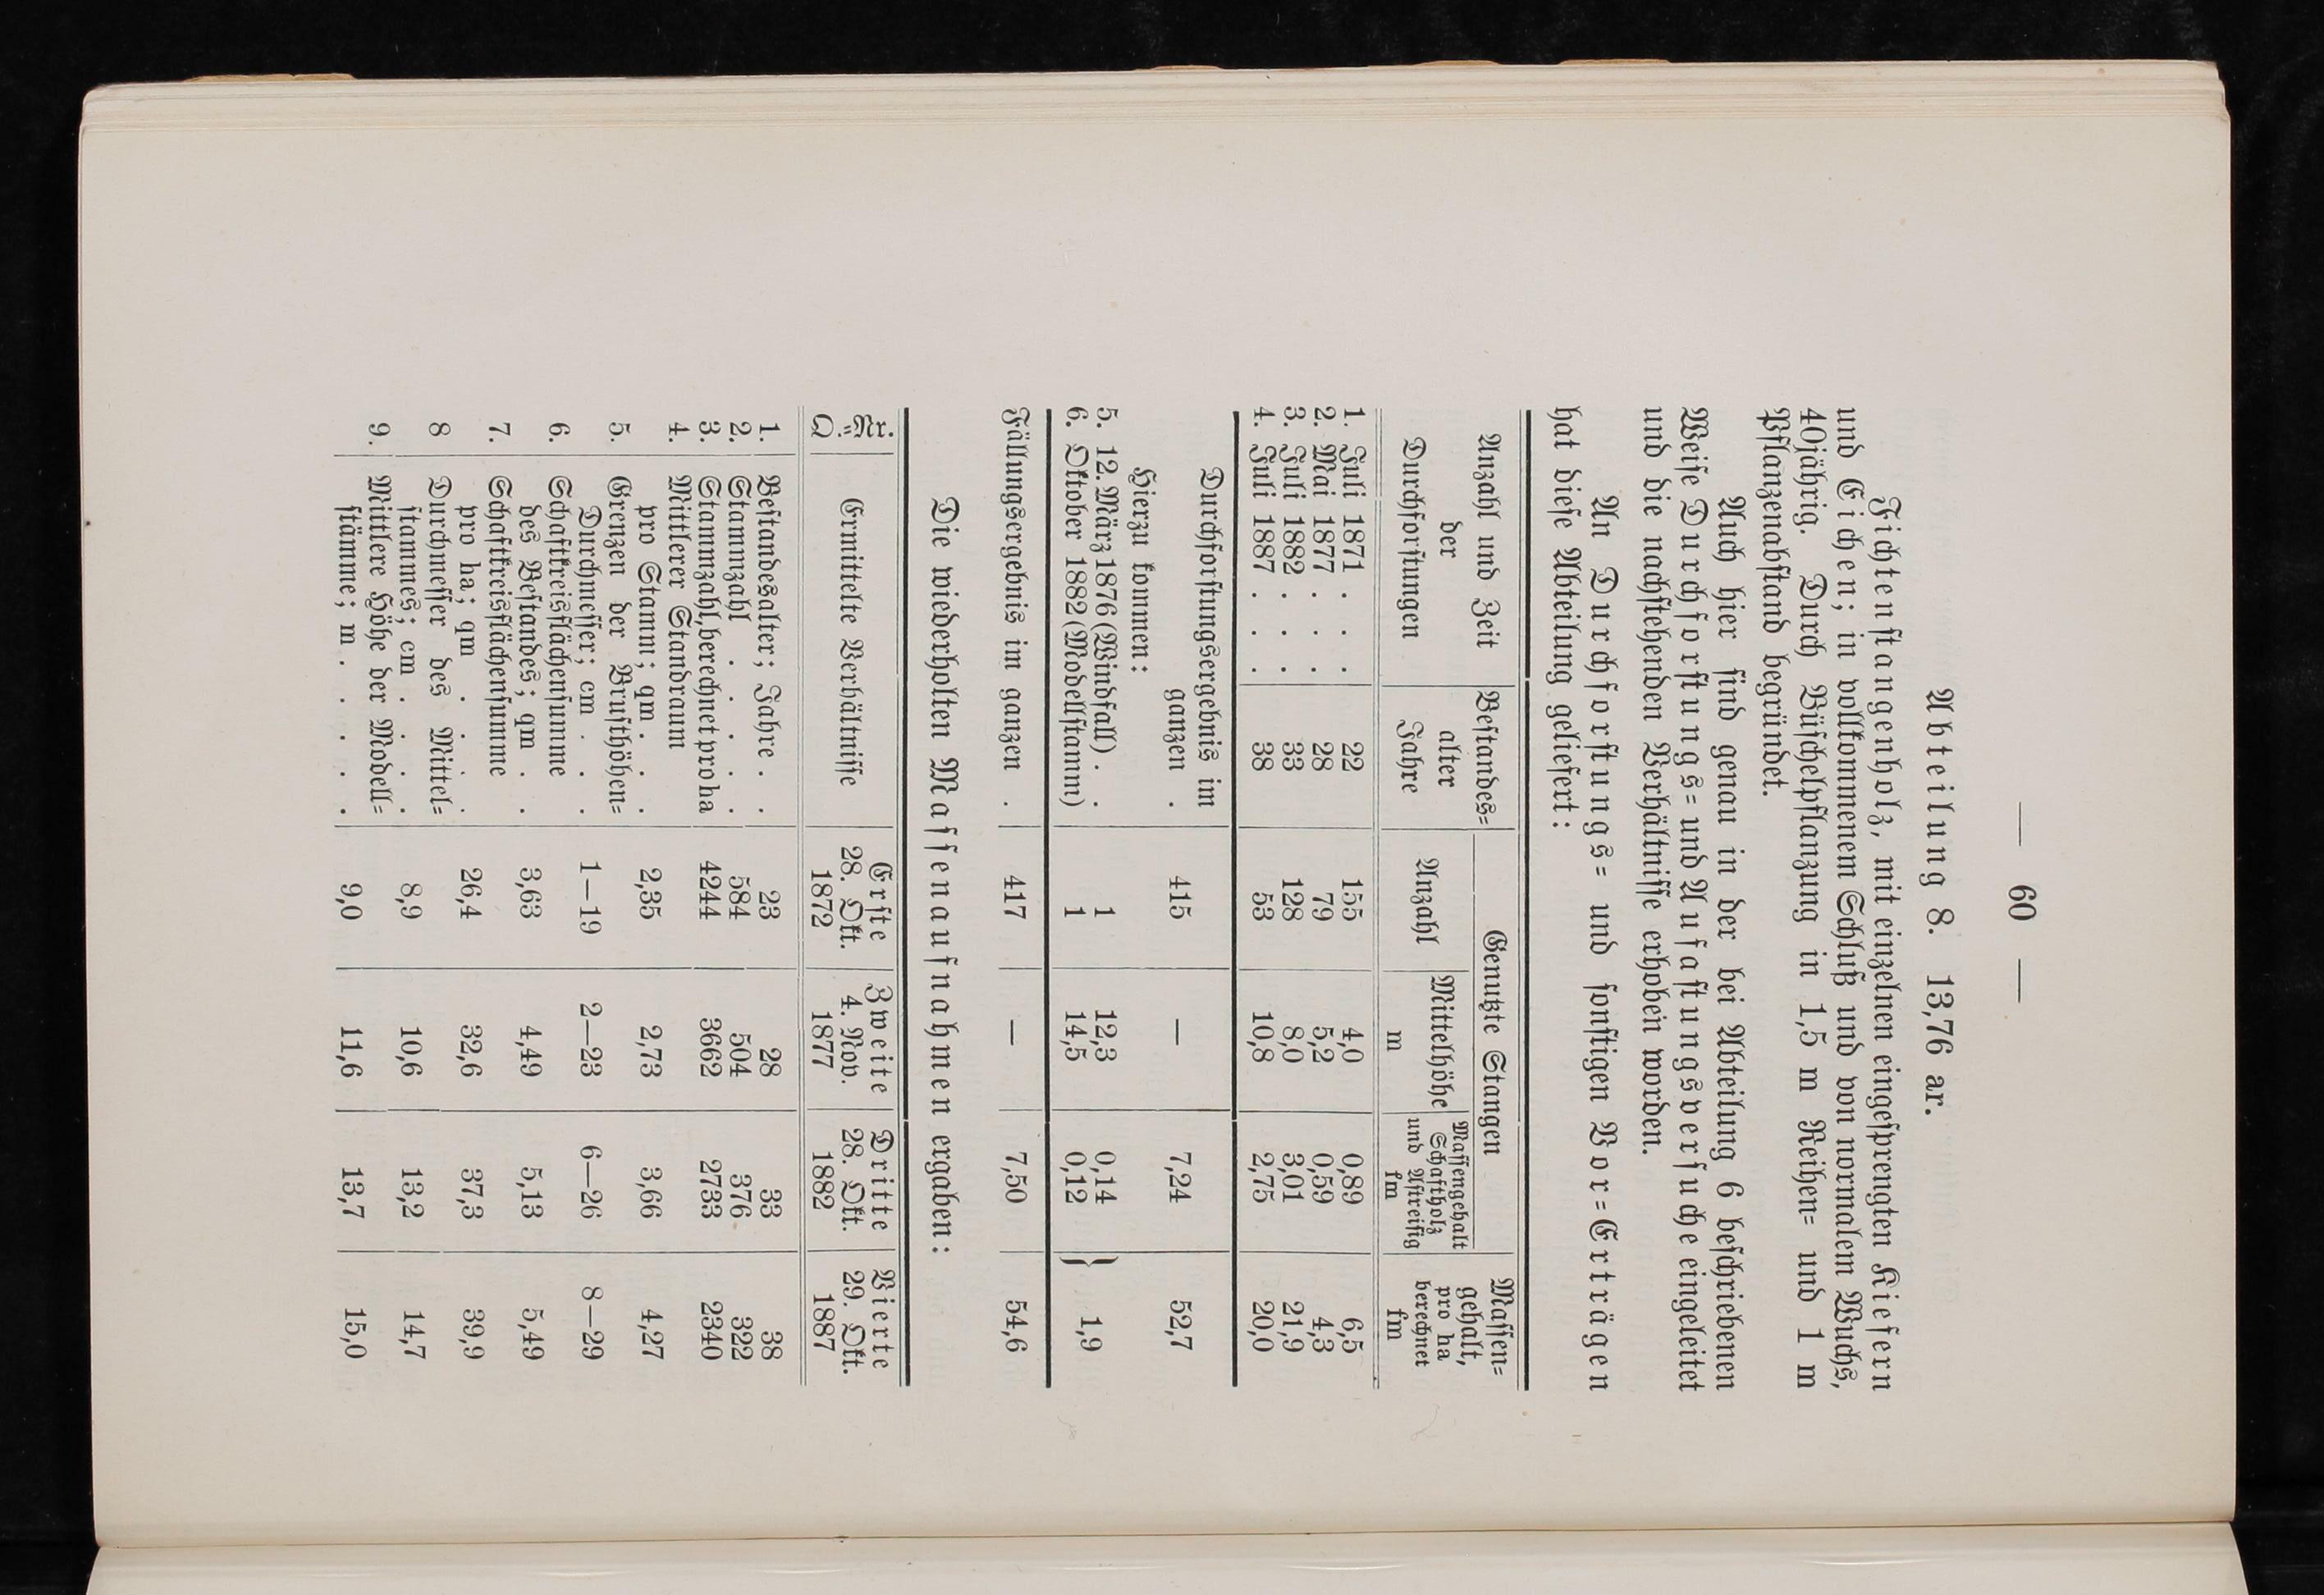 — 60 —
Abteilung 8. 13,76 ar.
Fichtenstangenholz, mit einzelnen eingesprengten Kiefern
und Eichen; in vollkommenem Schluß und von normalem Wuchs,
40jährig. Durch Büschelpflanzung in 1,5 m Reihen= und 1 m
Pflanzenabstand begründet.
Auch hier sind genau in der bei Abteilung 6 beschriebenen
Weise Durchforstungs= und Aufastungsversuche eingeleitet
und die nachstehenden Verhältnisse erhoben worden.
An Durchforstungs= und sonstigen Vor=Erträgen
hat diese Abteilung geliefert:
Anzahl und Zeit der Durchforstungen | Bestandes=alter Jahre | Genutzte Stangen | Massen=gehalt, pro ha berechnet fm
Anzahl | Mittelhöhe m | Massengehalt Schaftholz und Astreisig fm
1. Juli 1871 . . . 22 155 4,0 0,89 6,5
2. Mai 1877 . . . 28 79 5,2 0,59 4,3
3. Juli 1882 . . . 33 128 8,0 3,01 21,9
4. Juli 1887 . . . 38 53 10,8 2,75 20,0
Durchforstungsergebnis im
ganzen . 415 — 7,24 52,7
Hierzu kommen:
5. 12. März 1876 (Windfall) . . 1 12,3 0,14
6. Oktober 1882 (Modellstamm) 1 14,5 0,12 } 1,9
Fällungsergebnis im ganzen . 417 — 7,50 54,6
Die wiederholten Massenaufnahmen ergaben:
O.=Nr. | Ermittelte Verhältnisse | Erste 28. Okt. 1872 | Zweite 4. Nov. 1877 | Dritte 28. Okt. 1882 | Vierte 29. Okt. 1887
1. Bestandesalter; Jahre . . 23 28 33 38
2. Stammzahl . . . . . 584 504 376 322
3. Stammzahl, berechnet pro ha 4244 3662 2733 2340
4. Mittlerer Standraum
pro Stamm; qm . . . 2,35 2,73 3,66 4,27
5. Grenzen der Brusthöhen=
Durchmesser; cm . . . 1—19 2—23 6—26 8—29
6. Schaftkreisflächensumme
des Bestandes; qm . . 3,63 4,49 5,13 5,49
7. Schaftkreisflächensumme
pro ha; qm . . . . 26,4 32,6 37,3 39,9
8 Durchmesser des Mittel=
stammes; cm . . . . 8,9 10,6 13,2 14,7
9. Mittlere Höhe der Modell=
stämme; m . . . . . 9,0 11,6 13,7 15,0